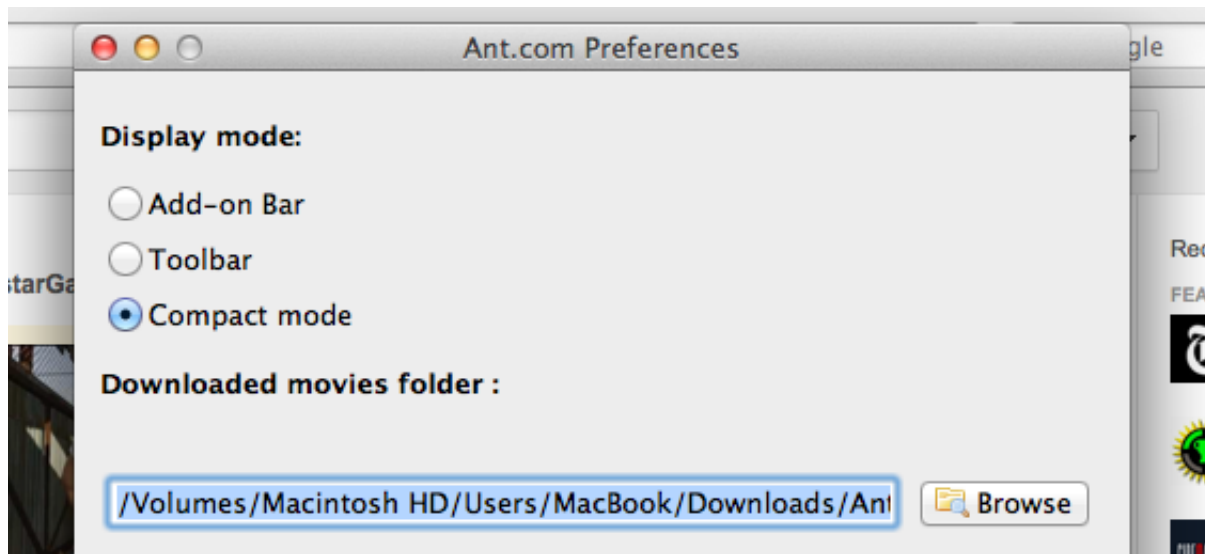 Ant.com Preferences
gle
Display mode:
Add-on Bar
Toolbar
Compact mode
Downloaded movies folder :
/Volumes/Macintosh HD/Users/MacBook/Downloads/Ant
Browse
starGa
Rec
FEA